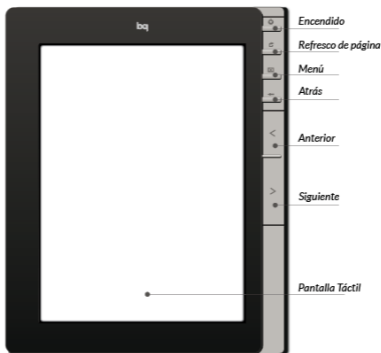 bq
Encendido
Refresco de página
Menú
Atrás
Anterior
Siguiente
Pantalla Táctil